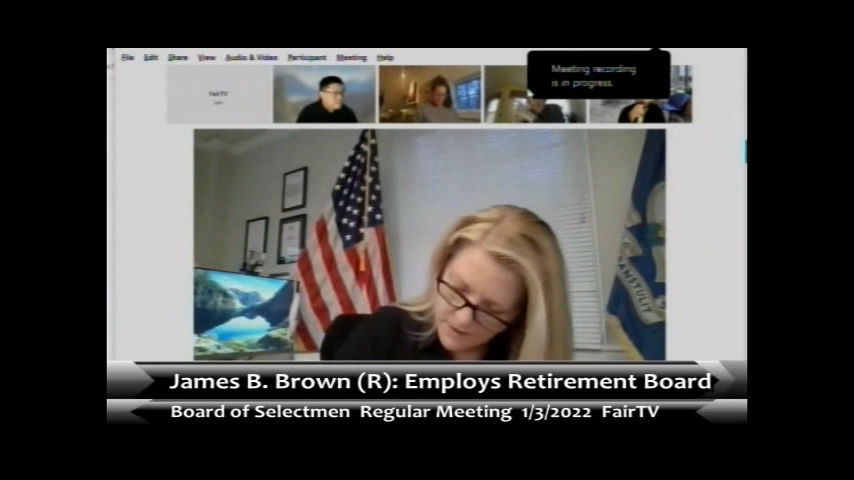 File Edit Share View Audio & Video Participant Meeting Help
Meeting recording
is in progress.
FairTV
ANSTULIT
James B. Brown (R): Employs Retirement Board
Board of Selectmen Regular Meeting 1/3/2022 FairTV